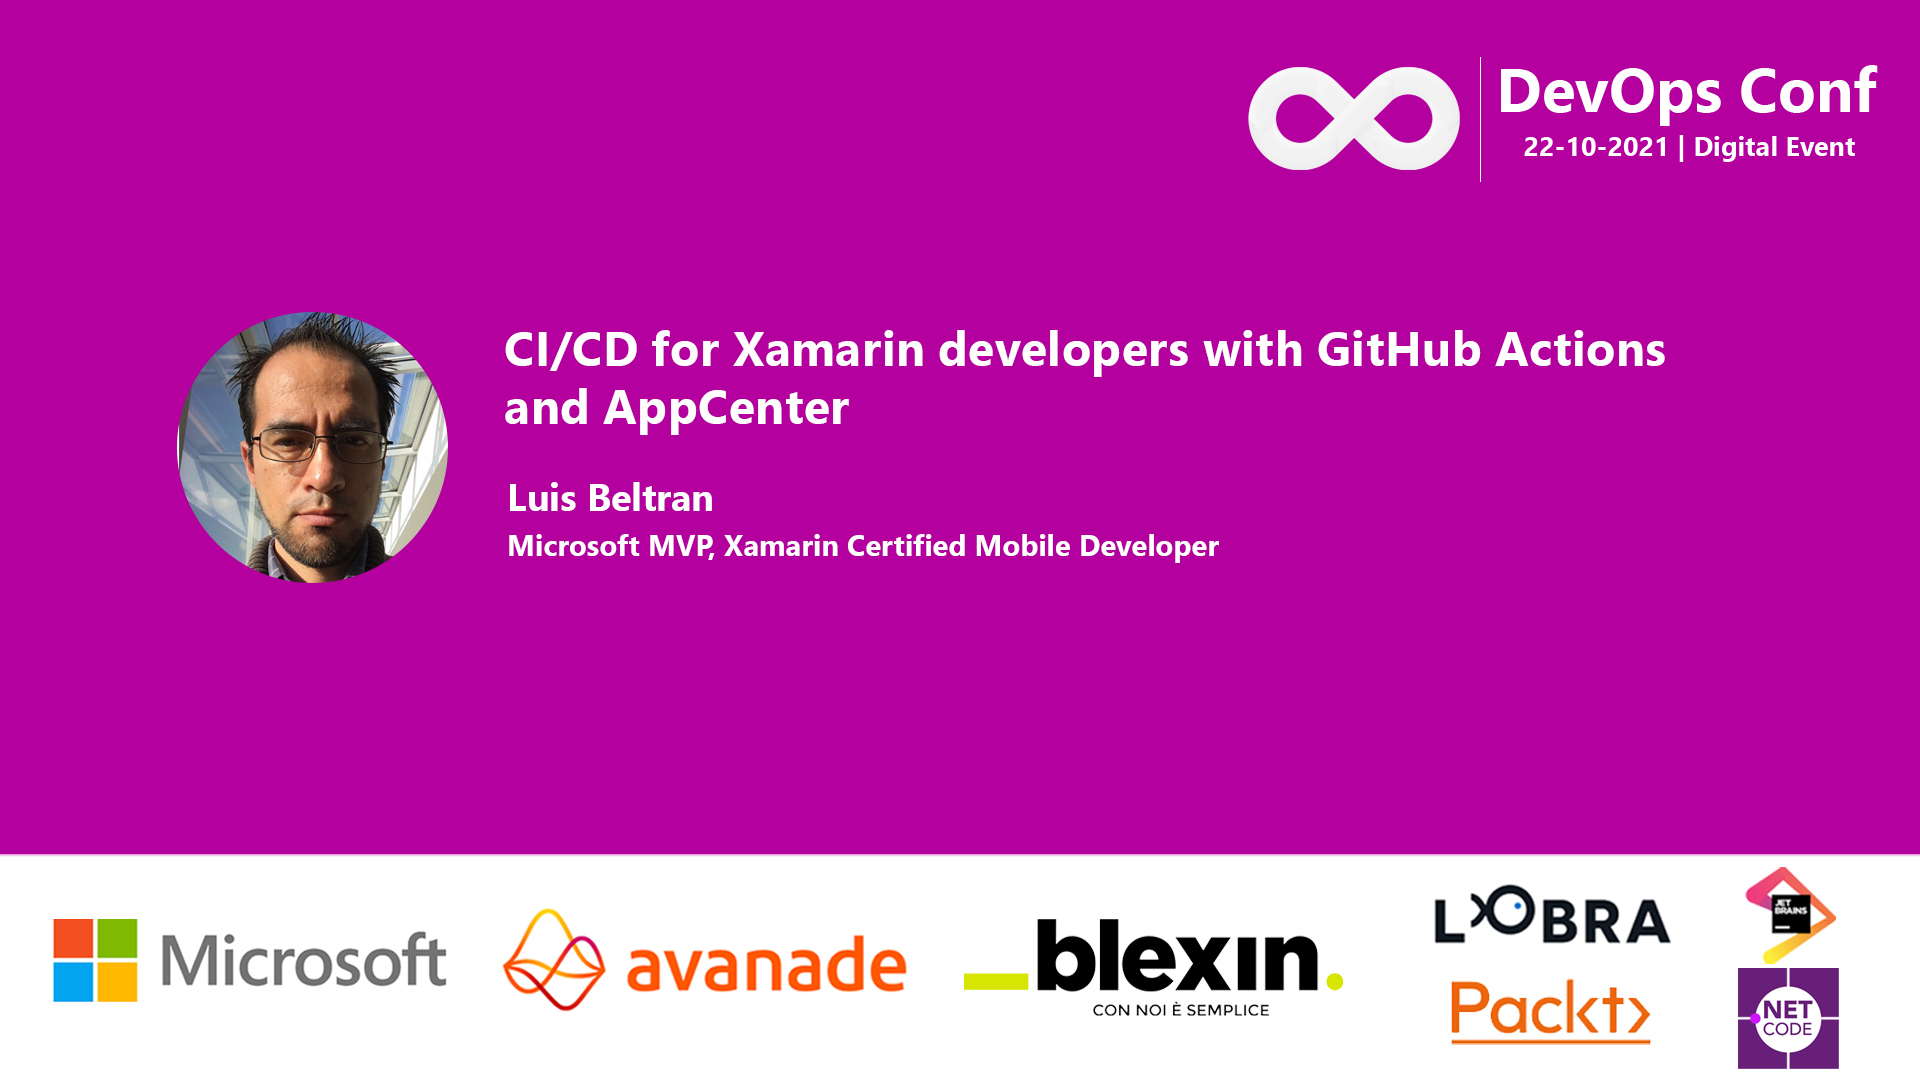 DevOps Conf
22-10-2021 | Digital Event
CI/CD for Xamarin developers with GitHub Actions
and AppCenter
Luis Beltran
Microsoft MVP, Xamarin Certified Mobile Developer
Microsoft
avanade
blexin.
CON NOI È SEMPLICE
LOBRA
Packt
JET
BRAINS
NET
CODE